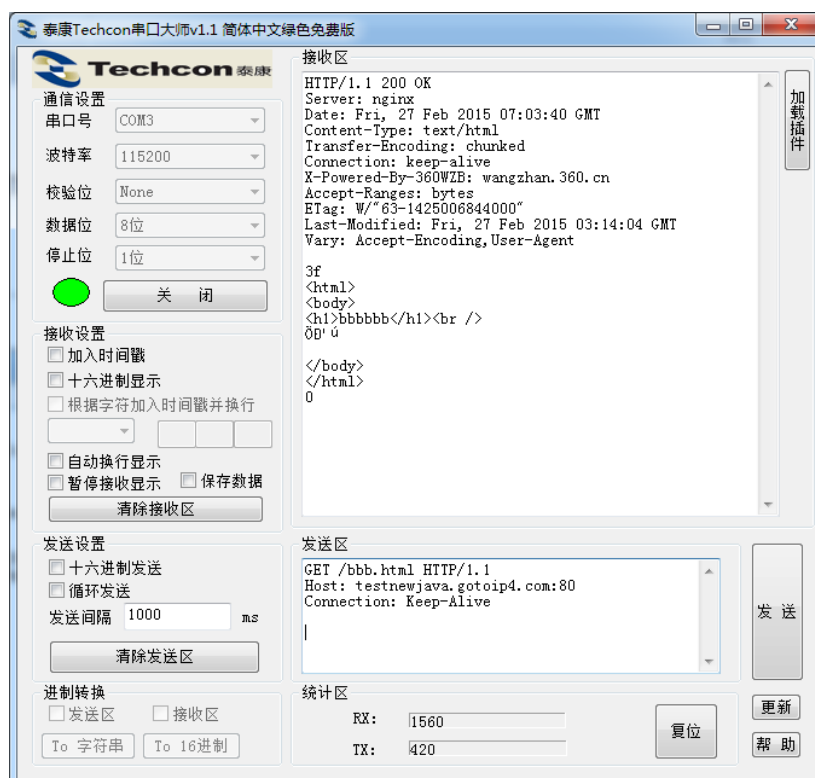 泰康Techcon串口大师v1.1 简体中文绿色免费版
Techcon泰康
通信设置
串口号 COM3
波特率 115200
校验位 None
数据位 8位
停止位 1位
关 闭
接收设置
加入时间戳
十六进制显示
根据字符加入时间戳并换行
自动换行显示
暂停接收显示 保存数据
清除接收区
发送设置
十六进制发送
循环发送
发送间隔 1000 ms
清除发送区
进制转换
发送区 接收区
To 字符串 To 16进制
接收区
HTTP/1.1 200 OK
Server: nginx
Date: Fri, 27 Feb 2015 07:03:40 GMT
Content-Type: text/html
Transfer-Encoding: chunked
Connection: keep-alive
X-Powered-By-360WZB: wangzhan.360.cn
Accept-Ranges: bytes
ETag: W/"63-1425006844000"
Last-Modified: Fri, 27 Feb 2015 03:14:04 GMT
Vary: Accept-Encoding,User-Agent
3f
<html>
<body>
<h1>bbbbbb</h1><br />
ÖÐ'ú
</body>
</html>
0
加载插件
发送区
GET /bbb.html HTTP/1.1
Host: testnewjava.gotoip4.com:80
Connection: Keep-Alive
发 送
统计区
RX: 1560
TX: 420
复位
更新
帮 助